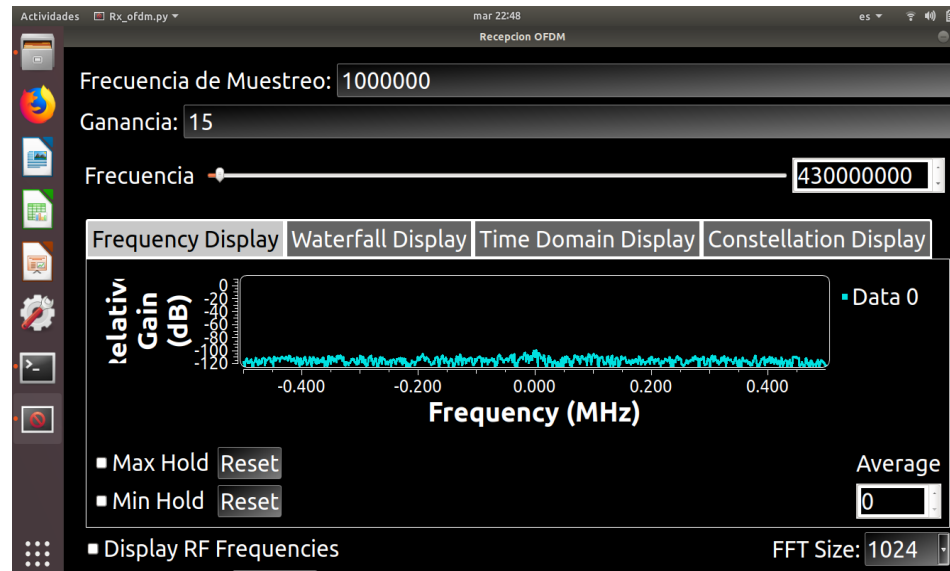 Actividades Rx_ofdm.py mar 22:48 es
Recepcion OFDM
Frecuencia de Muestreo: 1000000
Ganancia: 15
Frecuencia 430000000
Frequency Display Waterfall Display Time Domain Display Constellation Display
elativ
Gain
(dB)
0
-20
-40
-60
-80
-100
-120
Data 0
-0.400 -0.200 0.000 0.200 0.400
Frequency (MHz)
Max Hold Reset
Average
Min Hold Reset
0
Display RF Frequencies
FFT Size: 1024